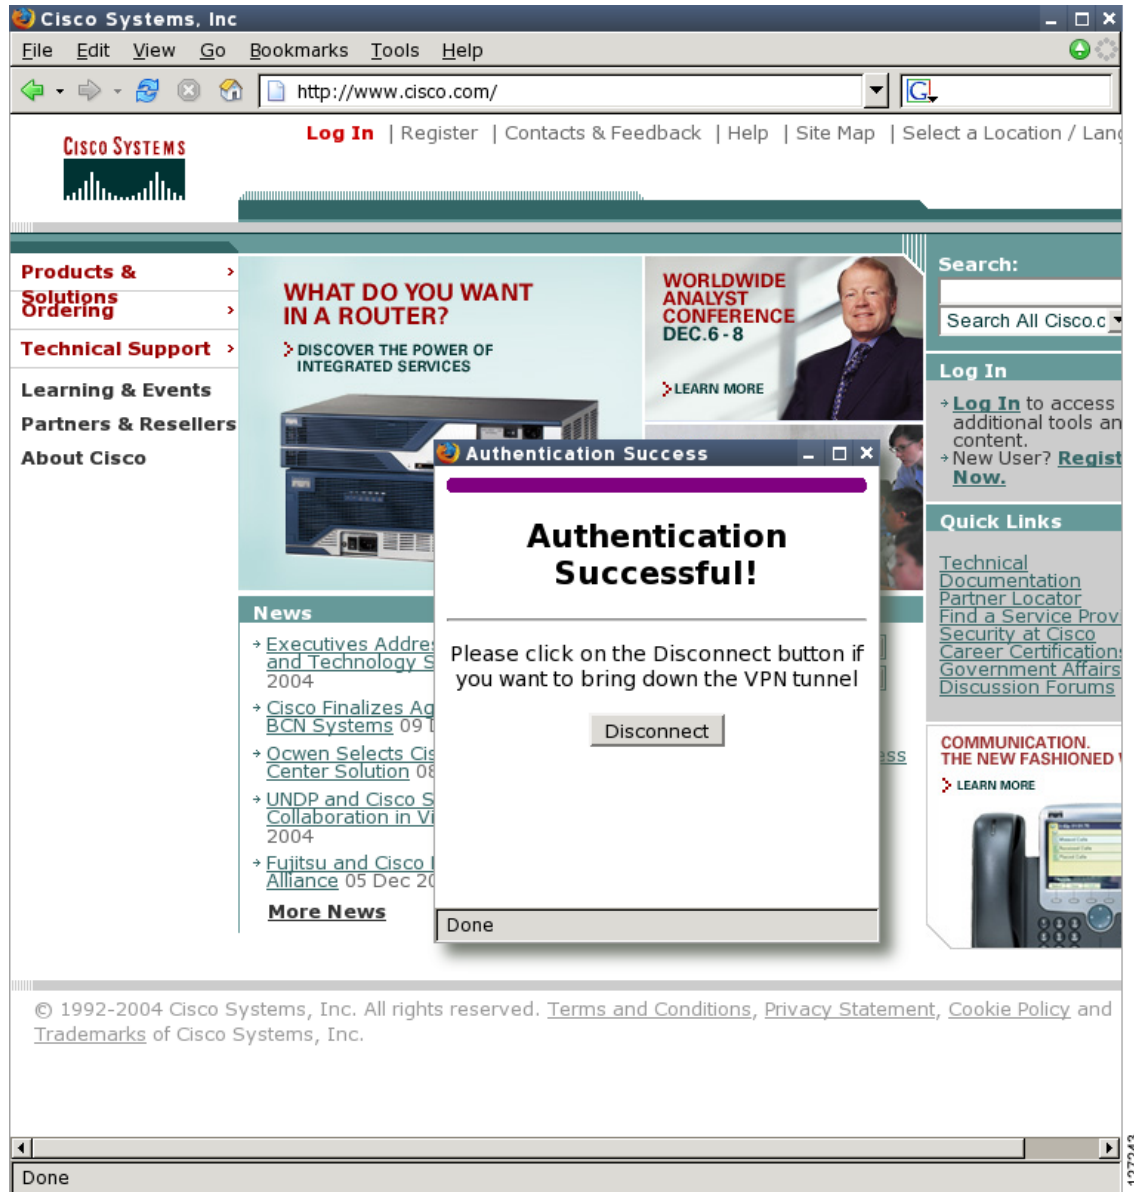 Cisco Systems, Inc
File Edit View Go Bookmarks Tools Help
http://www.cisco.com/
G
CISCO SYSTEMS
Log In | Register | Contacts & Feedback | Help | Site Map | Select a Location / Lang
Products &
Solutions
Ordering
Technical Support
Learning & Events
Partners & Resellers
About Cisco
WHAT DO YOU WANT
IN A ROUTER?
DISCOVER THE POWER OF
INTEGRATED SERVICES
WORLDWIDE
ANALYST
CONFERENCE
DEC.6 - 8
LEARN MORE
Search:
Search All Cisco.c
Log In
Log In to access
additional tools an
content.
New User? Regist
Now.
Quick Links
Technical
Documentation
Partner Locator
Find a Service Provi
Security at Cisco
Career Certifications
Government Affairs
Discussion Forums
COMMUNICATION.
THE NEW FASHIONED
LEARN MORE
News
Executives Addre
and Technology S
2004
Cisco Finalizes Ag
BCN Systems 09 D
Ocwen Selects Cis
Center Solution 08
UNDP and Cisco S
Collaboration in Vi
2004
Fujitsu and Cisco
Alliance 05 Dec 20
More News
ess
Authentication Success
Authentication
Successful!
Please click on the Disconnect button if
you want to bring down the VPN tunnel
Disconnect
Done
© 1992-2004 Cisco Systems, Inc. All rights reserved. Terms and Conditions, Privacy Statement, Cookie Policy and
Trademarks of Cisco Systems, Inc.
Done
127243